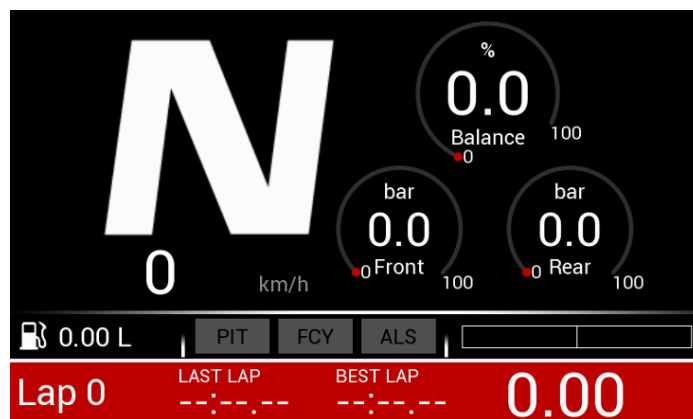 N
0 km/h
%
0.0
Balance
0 100
bar
0.0
Front
0 100
bar
0.0
Rear
0 100
0.00 L
PIT FCY ALS
Lap 0
LAST LAP
--:--.--
BEST LAP
--:--.--
0.00